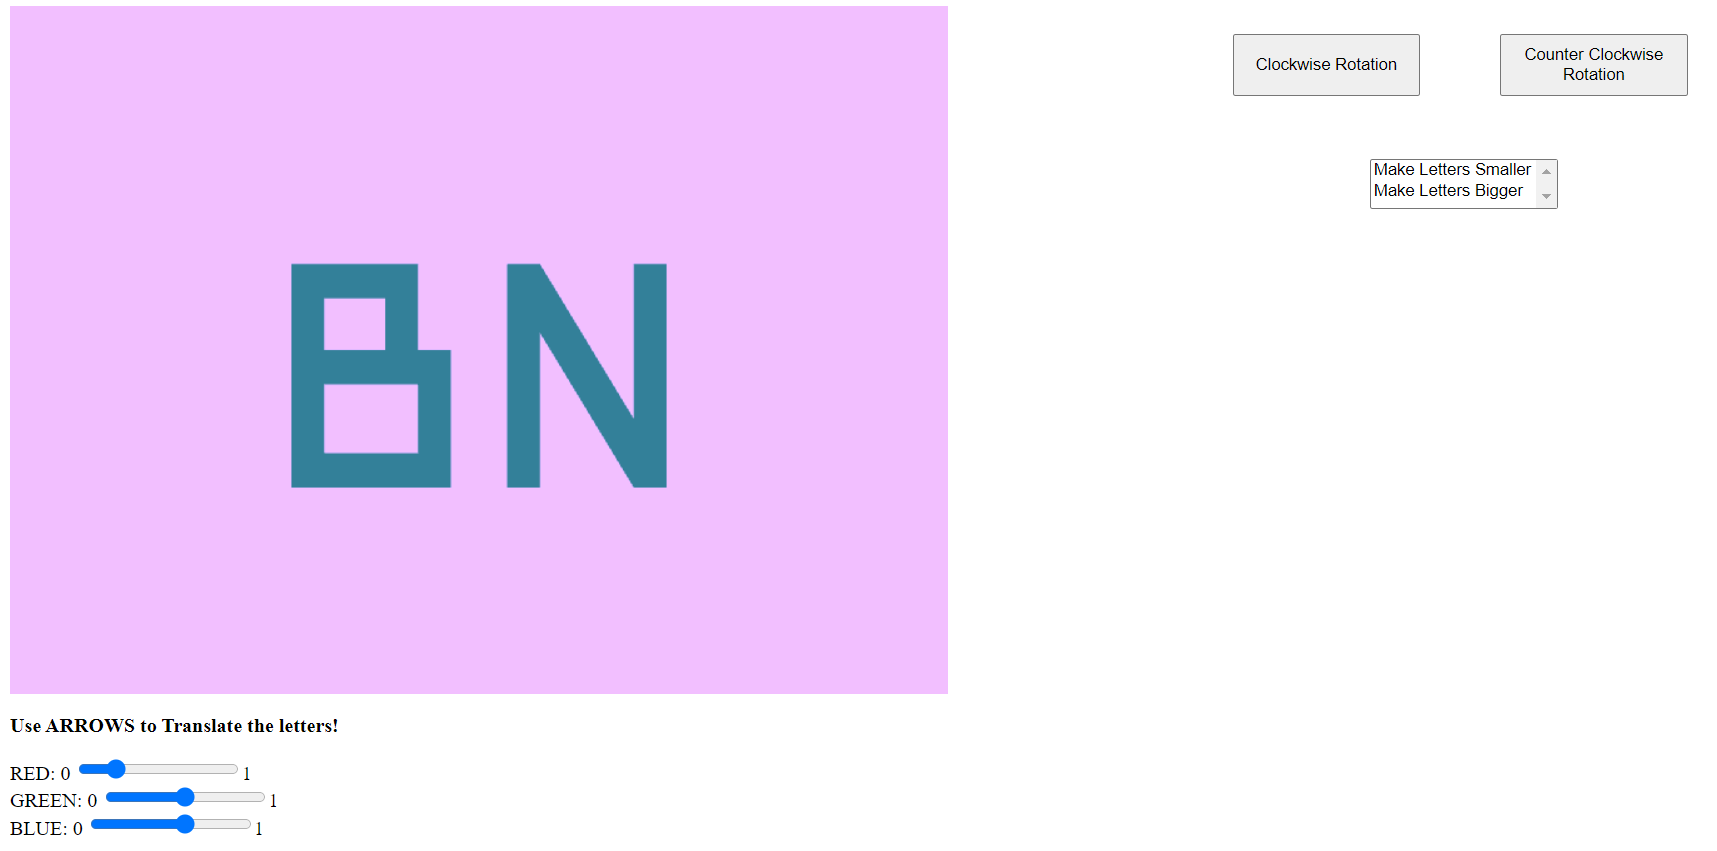 Clockwise Rotation
Counter Clockwise
Rotation
Make Letters Smaller
Make Letters Bigger
BN
Use ARROWS to Translate the letters!
RED: 0 1
GREEN: 0 1
BLUE: 0 1